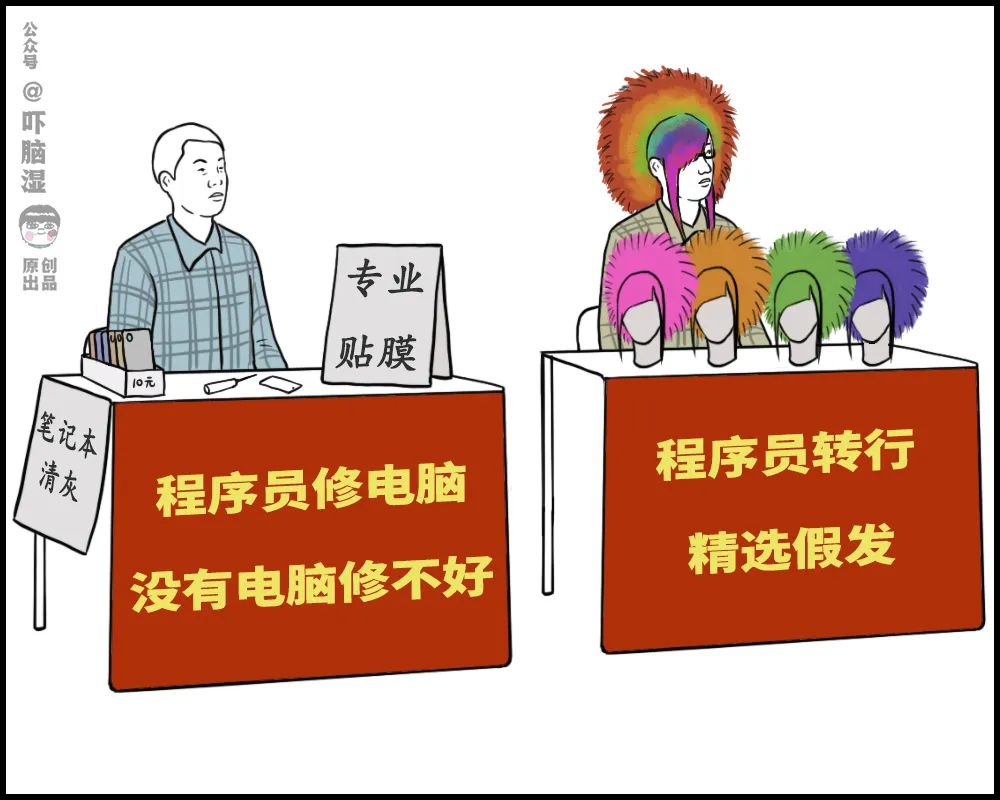 公众号
@
吓脑湿
原创
出品
专业
贴膜
10元
笔记本
清灰
程序员修电脑
没有电脑修不好
程序员转行
精选假发